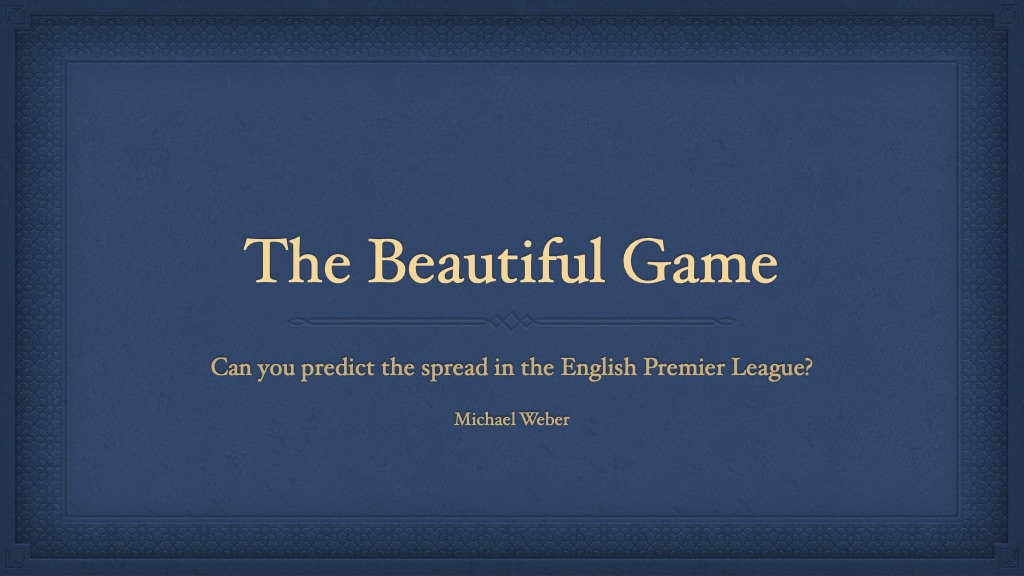 The Beautiful Game
Can you predict the spread in the English Premier League?
Michael Weber